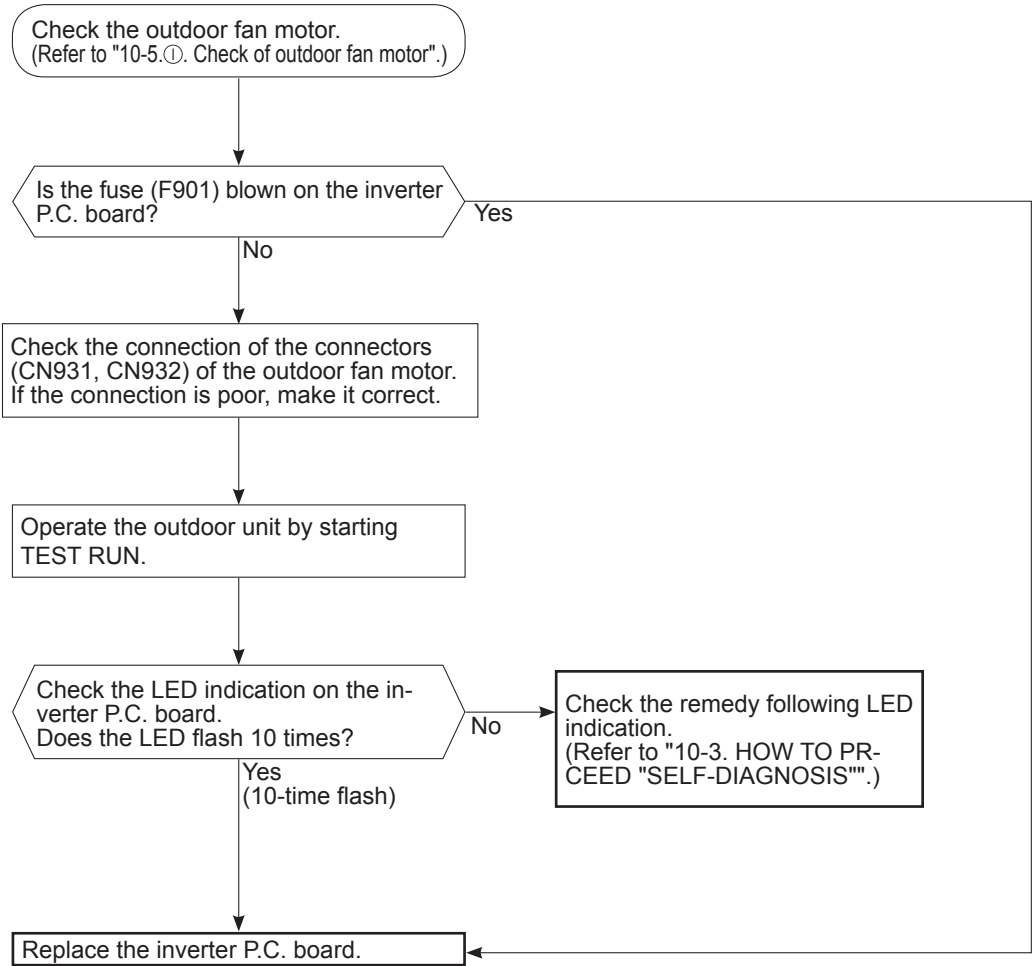 Check the outdoor fan motor.
(Refer to "10-5.Ⓘ. Check of outdoor fan motor".)
Is the fuse (F901) blown on the inverter
P.C. board?
Yes
No
Check the connection of the connectors
(CN931, CN932) of the outdoor fan motor.
If the connection is poor, make it correct.
Operate the outdoor unit by starting
TEST RUN.
Check the LED indication on the in-
verter P.C. board.
Does the LED flash 10 times?
No
Check the remedy following LED
indication.
(Refer to "10-3. HOW TO PR-
CEED "SELF-DIAGNOSIS"".)
Yes
(10-time flash)
Replace the inverter P.C. board.